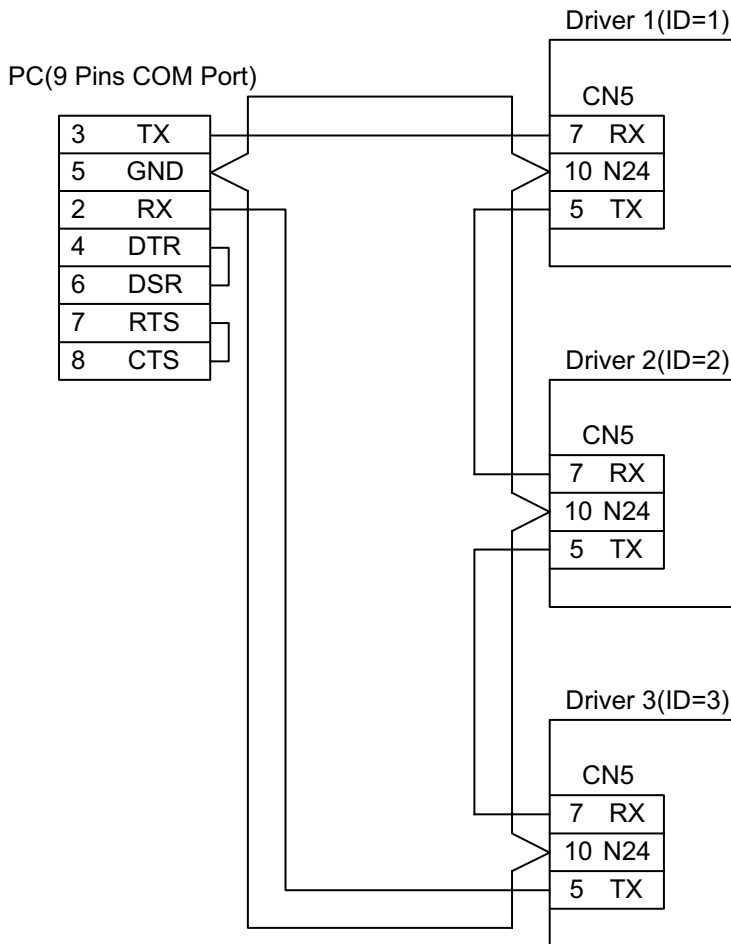 PC(9 Pins COM Port)
3 TX
5 GND
2 RX
4 DTR
6 DSR
7 RTS
8 CTS
Driver 1(ID=1)
CN5
7 RX
10 N24
5 TX
Driver 2(ID=2)
CN5
7 RX
10 N24
5 TX
Driver 3(ID=3)
CN5
7 RX
10 N24
5 TX